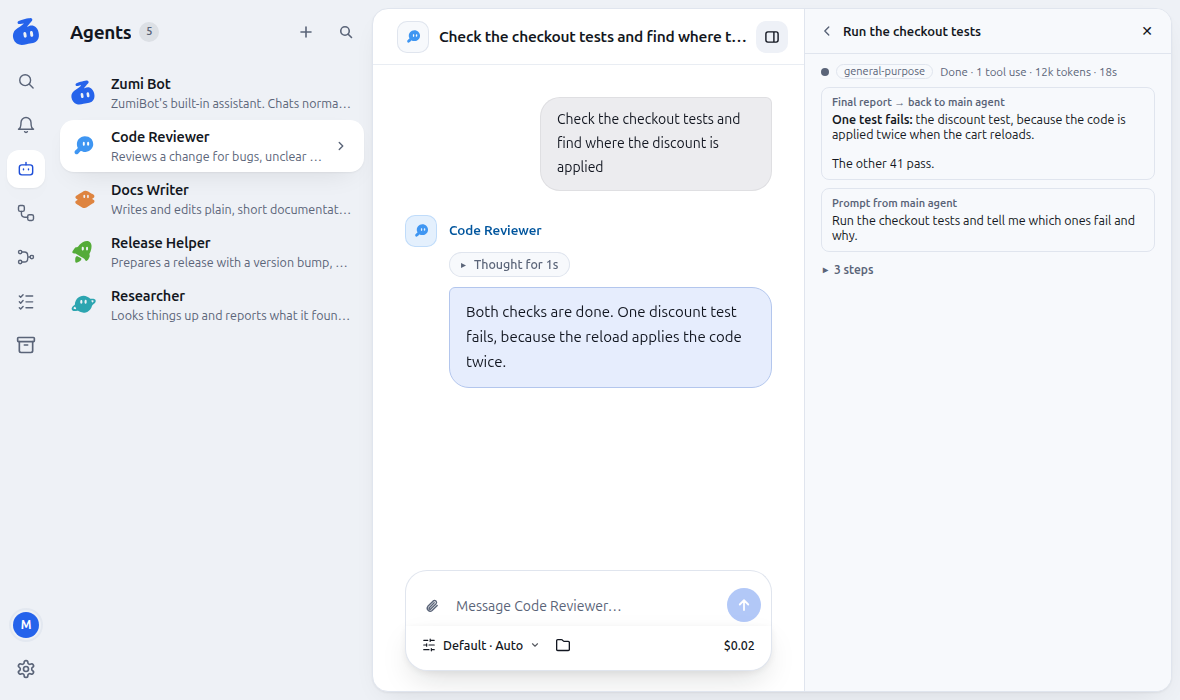 Agents 5
Zumi Bot
ZumiBot's built-in assistant. Chats norma…
Code Reviewer
Reviews a change for bugs, unclear …
Docs Writer
Writes and edits plain, short documentat…
Release Helper
Prepares a release with a version bump, …
Researcher
Looks things up and reports what it foun…
M
Check the checkout tests and find where t…
Check the checkout tests and
find where the discount is
applied
Code Reviewer
Thought for 1s
Both checks are done. One discount test
fails, because the reload applies the code
twice.
Message Code Reviewer…
Default · Auto
$0.02
Run the checkout tests
general-purpose Done · 1 tool use · 12k tokens · 18s
Final report → back to main agent
One test fails: the discount test, because the code is
applied twice when the cart reloads.
The other 41 pass.
Prompt from main agent
Run the checkout tests and tell me which ones fail and
why.
3 steps